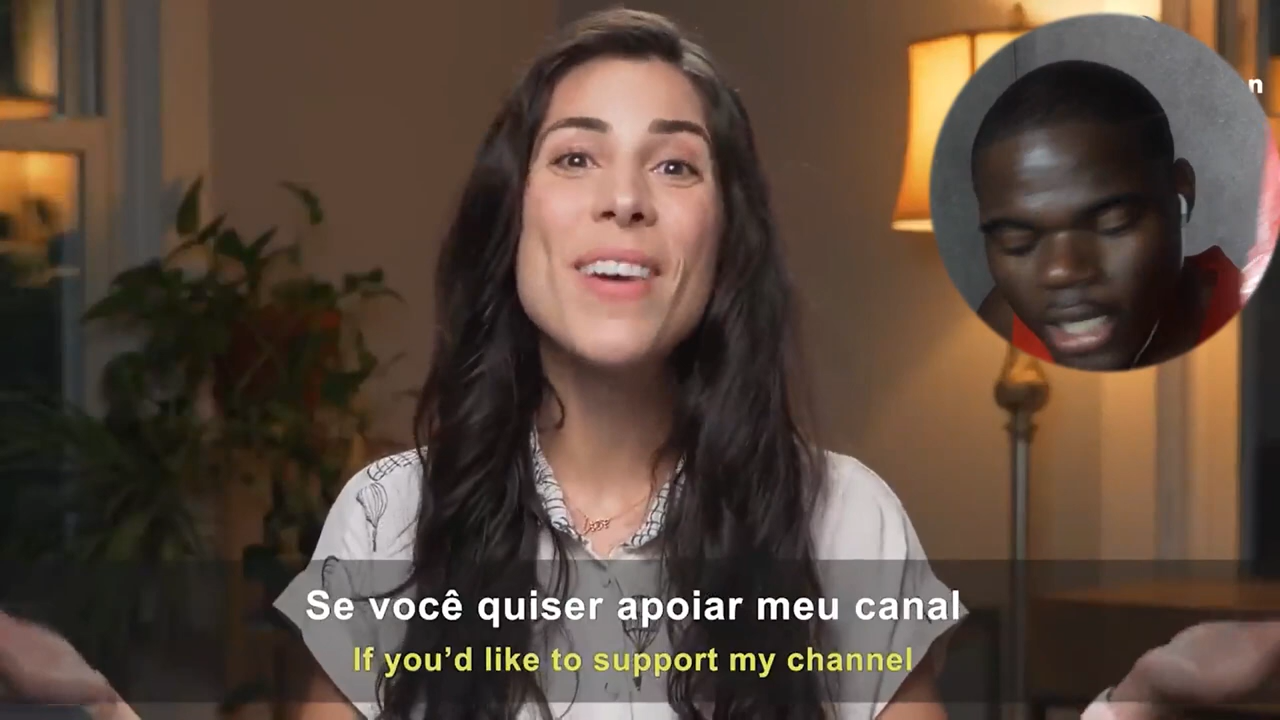 n
Se você quiser apoiar meu canal
If you’d like to support my channel